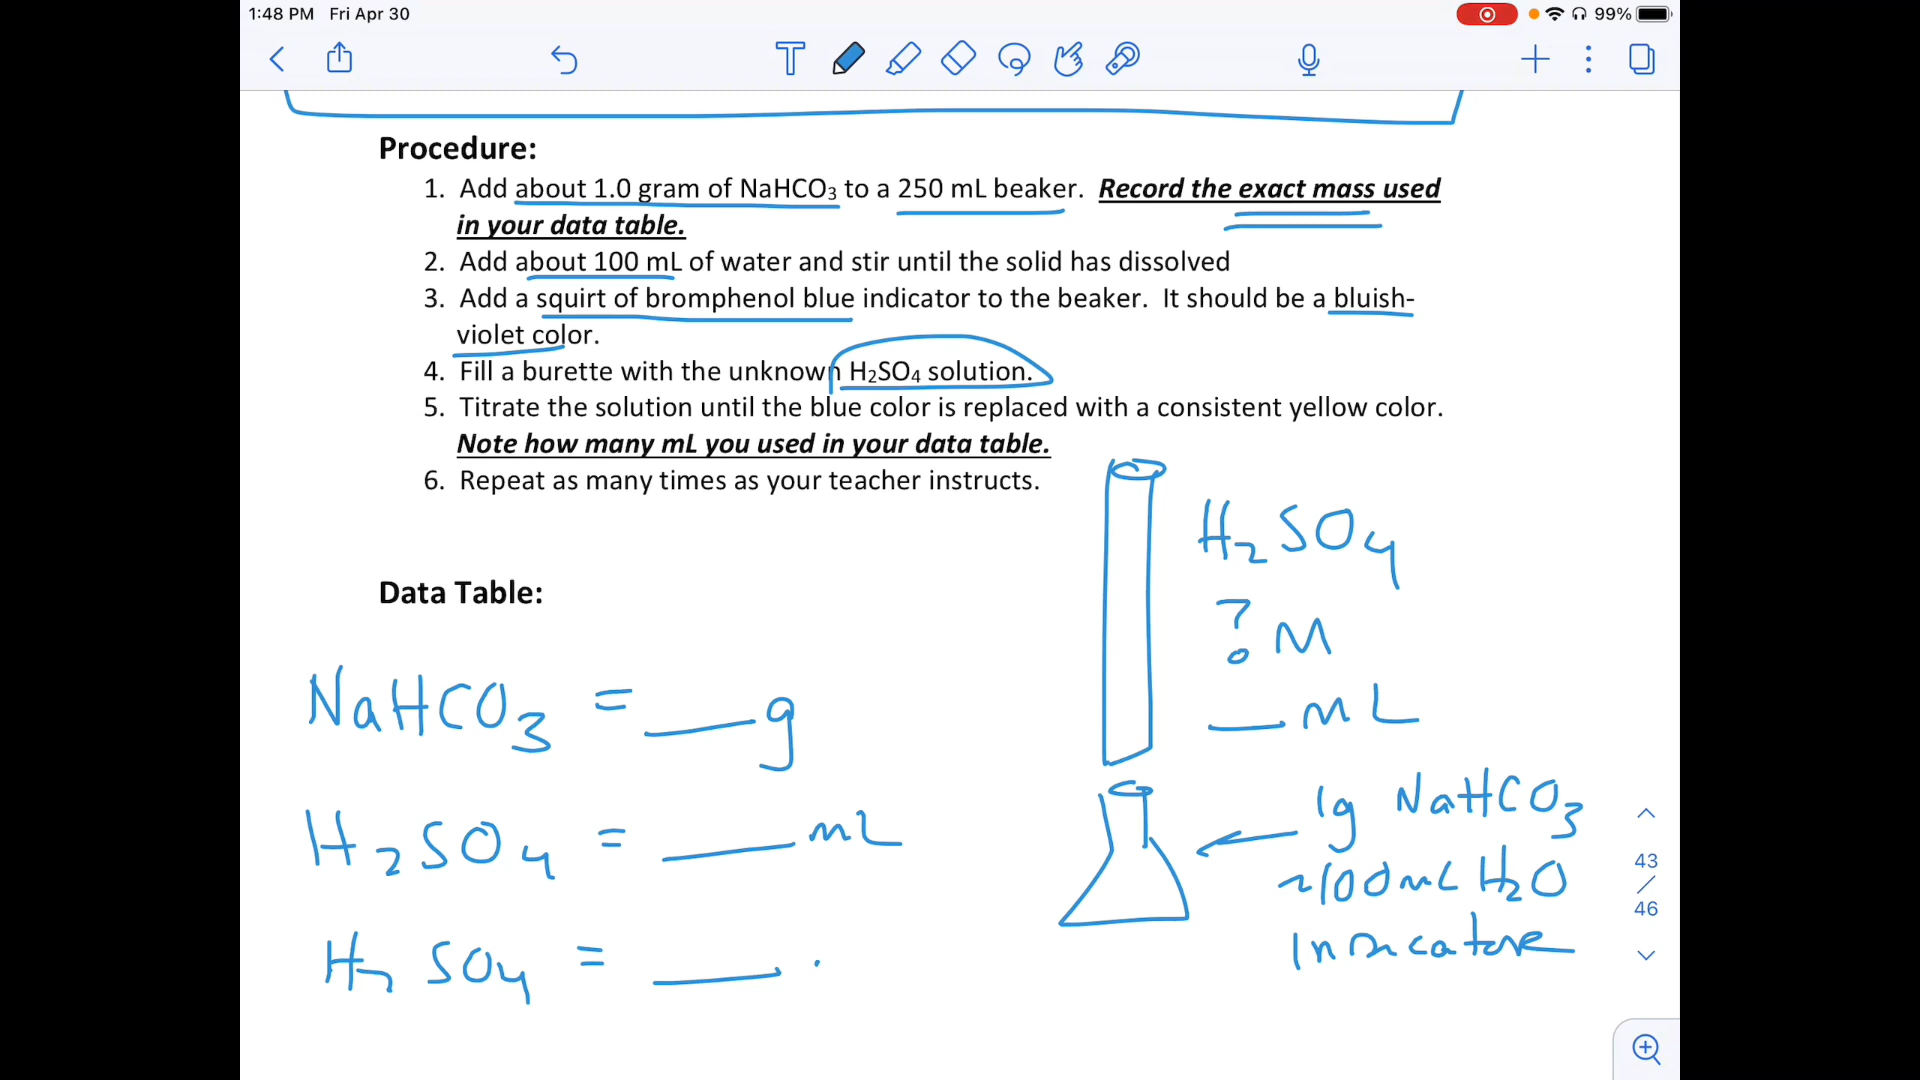 1:48 PM Fri Apr 30
99%
Procedure:
1. Add about 1.0 gram of NaHCO₃ to a 250 mL beaker. Record the exact mass used
in your data table.
2. Add about 100 mL of water and stir until the solid has dissolved
3. Add a squirt of bromphenol blue indicator to the beaker. It should be a bluish-
violet color.
4. Fill a burette with the unknown H₂SO₄ solution.
5. Titrate the solution until the blue color is replaced with a consistent yellow color.
Note how many mL you used in your data table.
6. Repeat as many times as your teacher instructs.
H₂SO₄
? M
___ mL
Data Table:
NaHCO₃ = ___ g
H₂SO₄ = ___ mL
H₂SO₄ = ___ .
1g NaHCO₃
~100mL H₂O
Indicator
43
/
46